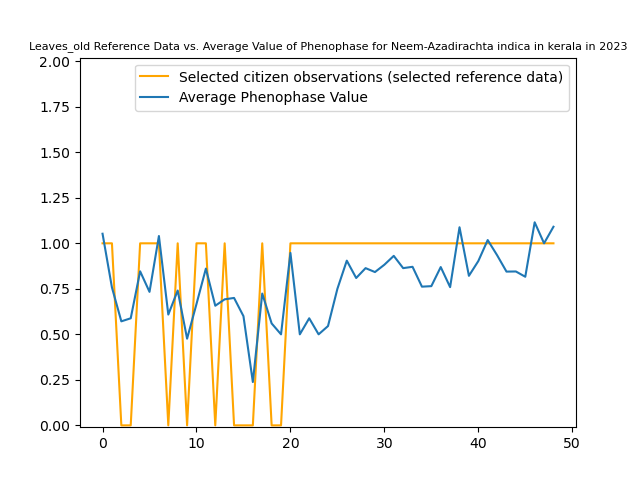 Leaves_old Reference Data vs. Average Value of Phenophase for Neem-Azadirachta indica in kerala in 2023
Selected citizen observations (selected reference data)
Average Phenophase Value
2.00
1.75
1.50
1.25
1.00
0.75
0.50
0.25
0.00
0 10 20 30 40 50